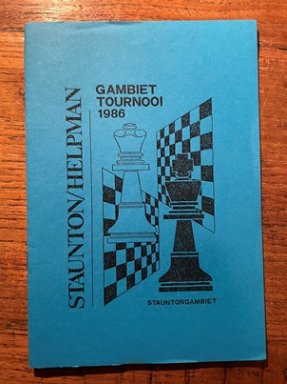 STAUNTON/HELPMAN
GAMBIET
TOURNOOI
1986
STAUNTONGAMBIET